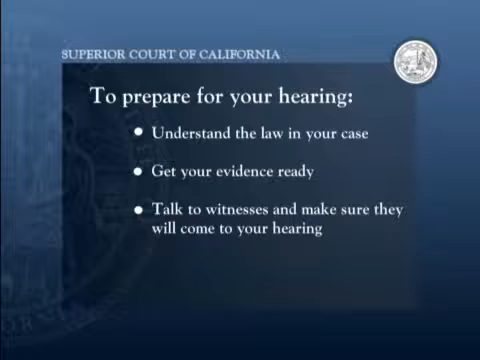 SUPERIOR COURT OF CALIFORNIA
To prepare for your hearing:
• Understand the law in your case
• Get your evidence ready
• Talk to witnesses and make sure they
will come to your hearing